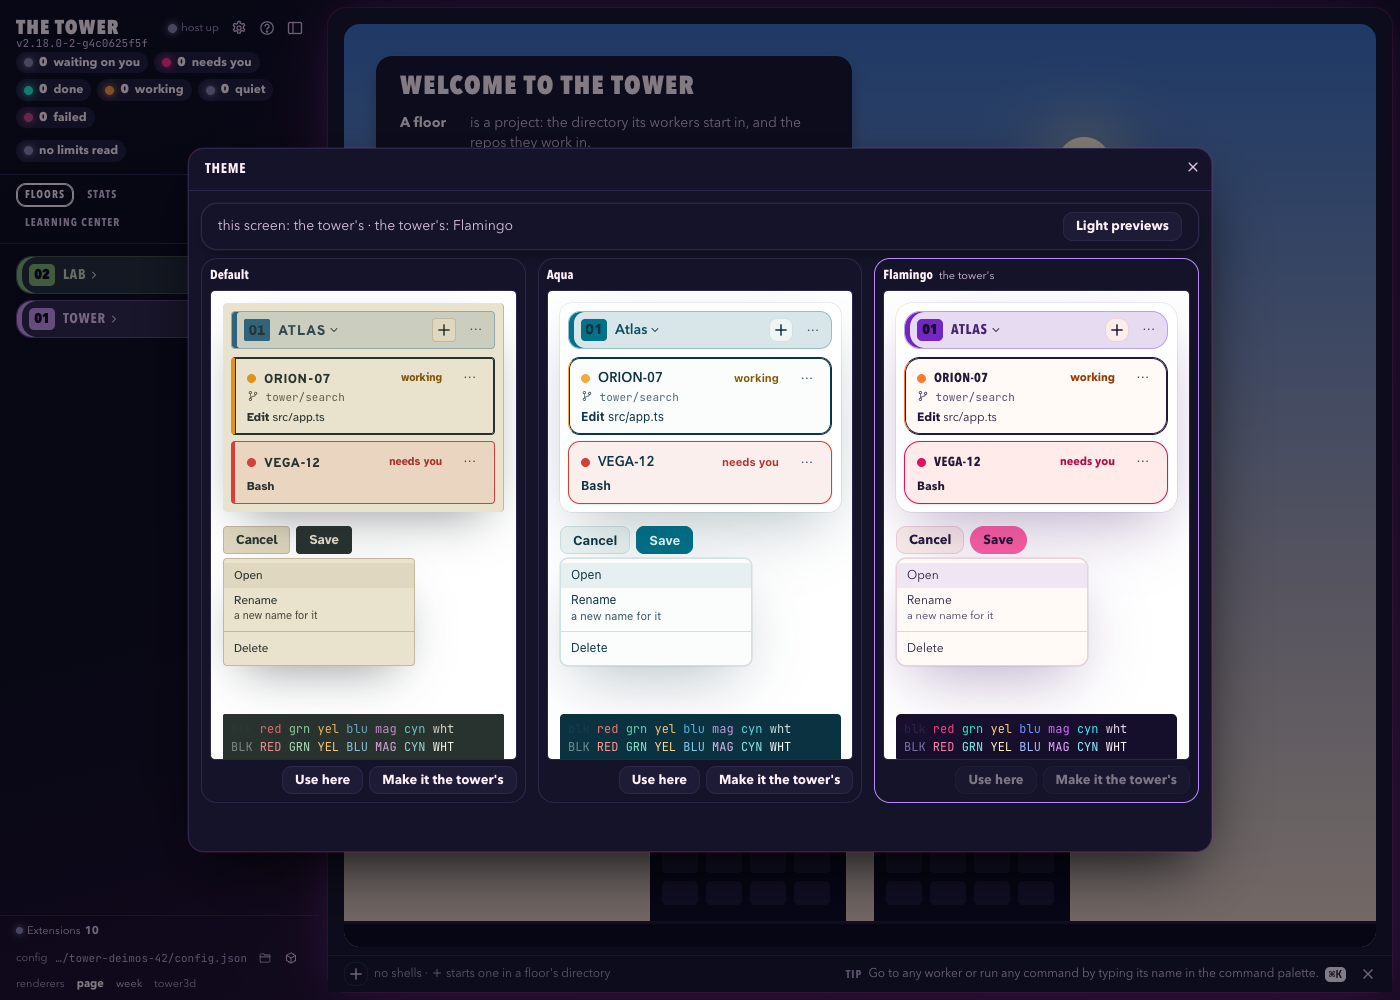 THE TOWER
host up
v2.18.0-2-g4c0625f5f
0 waiting on you
0 needs you
0 done
0 working
0 quiet
0 failed
no limits read
FLOORS
STATS
LEARNING CENTER
02 LAB
01 TOWER
WELCOME TO THE TOWER
A floor
is a project: the directory its workers start in, and the
repos they work in.
THEME
this screen: the tower's · the tower's: Flamingo
Light previews
Default
01 ATLAS
ORION-07
working
tower/search
Edit src/app.ts
VEGA-12
needs you
Bash
Cancel
Save
Open
Rename
a new name for it
Delete
blk red grn yel blu mag cyn wht
BLK RED GRN YEL BLU MAG CYN WHT
Use here
Make it the tower's
Aqua
01 Atlas
ORION-07
working
tower/search
Edit src/app.ts
VEGA-12
needs you
Bash
Cancel
Save
Open
Rename
a new name for it
Delete
blk red grn yel blu mag cyn wht
BLK RED GRN YEL BLU MAG CYN WHT
Use here
Make it the tower's
Flamingo the tower's
01 ATLAS
ORION-07
working
tower/search
Edit src/app.ts
VEGA-12
needs you
Bash
Cancel
Save
Open
Rename
a new name for it
Delete
blk red grn yel blu mag cyn wht
BLK RED GRN YEL BLU MAG CYN WHT
Use here
Make it the tower's
Extensions 10
config …/tower-deimos-42/config.json
renderers page week tower3d
no shells · + starts one in a floor's directory
TIP Go to any worker or run any command by typing its name in the command palette. ⌘K